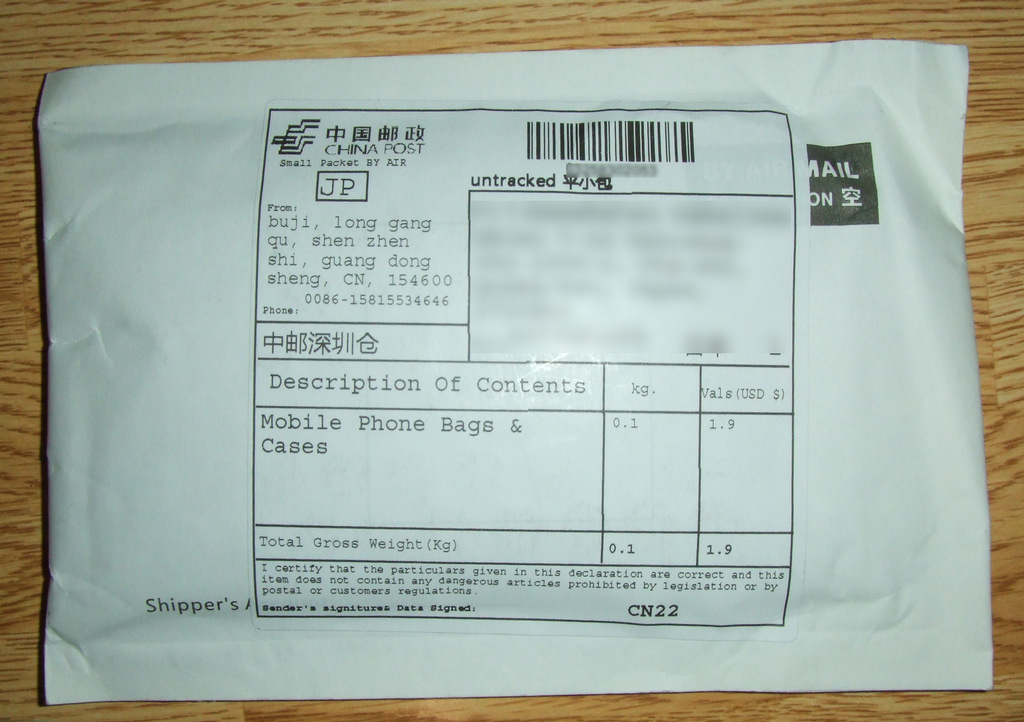 中国邮政
CHINA POST
Small Packet BY AIR
JP
untracked 平小包
MAIL
ON 空
From:
buji, long gang
qu, shen zhen
shi, guang dong
sheng, CN, 154600
0086-15815534646
Phone:
中邮深圳仓
Description Of Contents kg. Vals(USD $)
Mobile Phone Bags & 0.1 1.9
Cases
Total Gross Weight(Kg) 0.1 1.9
I certify that the particulars given in this declaration are correct and this
item does not contain any dangerous articles prohibited by legislation or by
postal or customers regulations.
Sender's signiture& Data Signed: CN22
Shipper's A